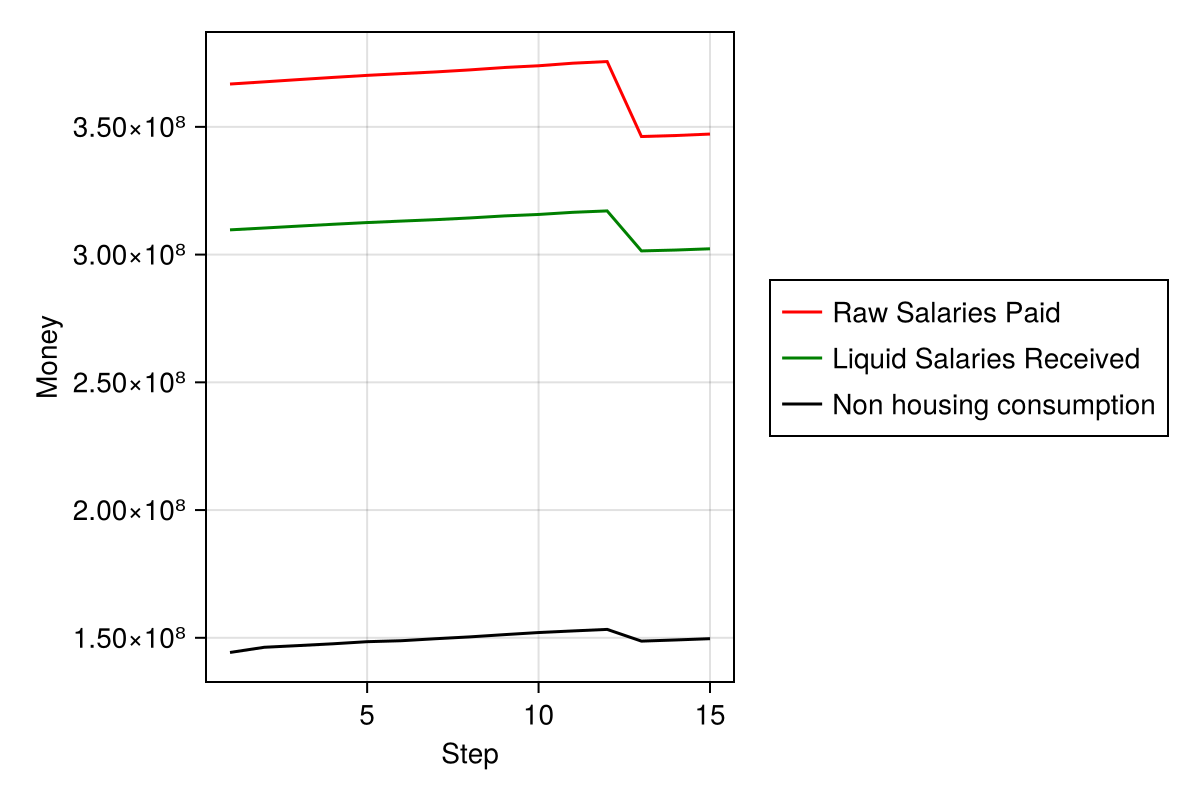 3.50×10⁸
3.00×10⁸
2.50×10⁸
2.00×10⁸
1.50×10⁸
Money
5 10 15
Step
Raw Salaries Paid
Liquid Salaries Received
Non housing consumption